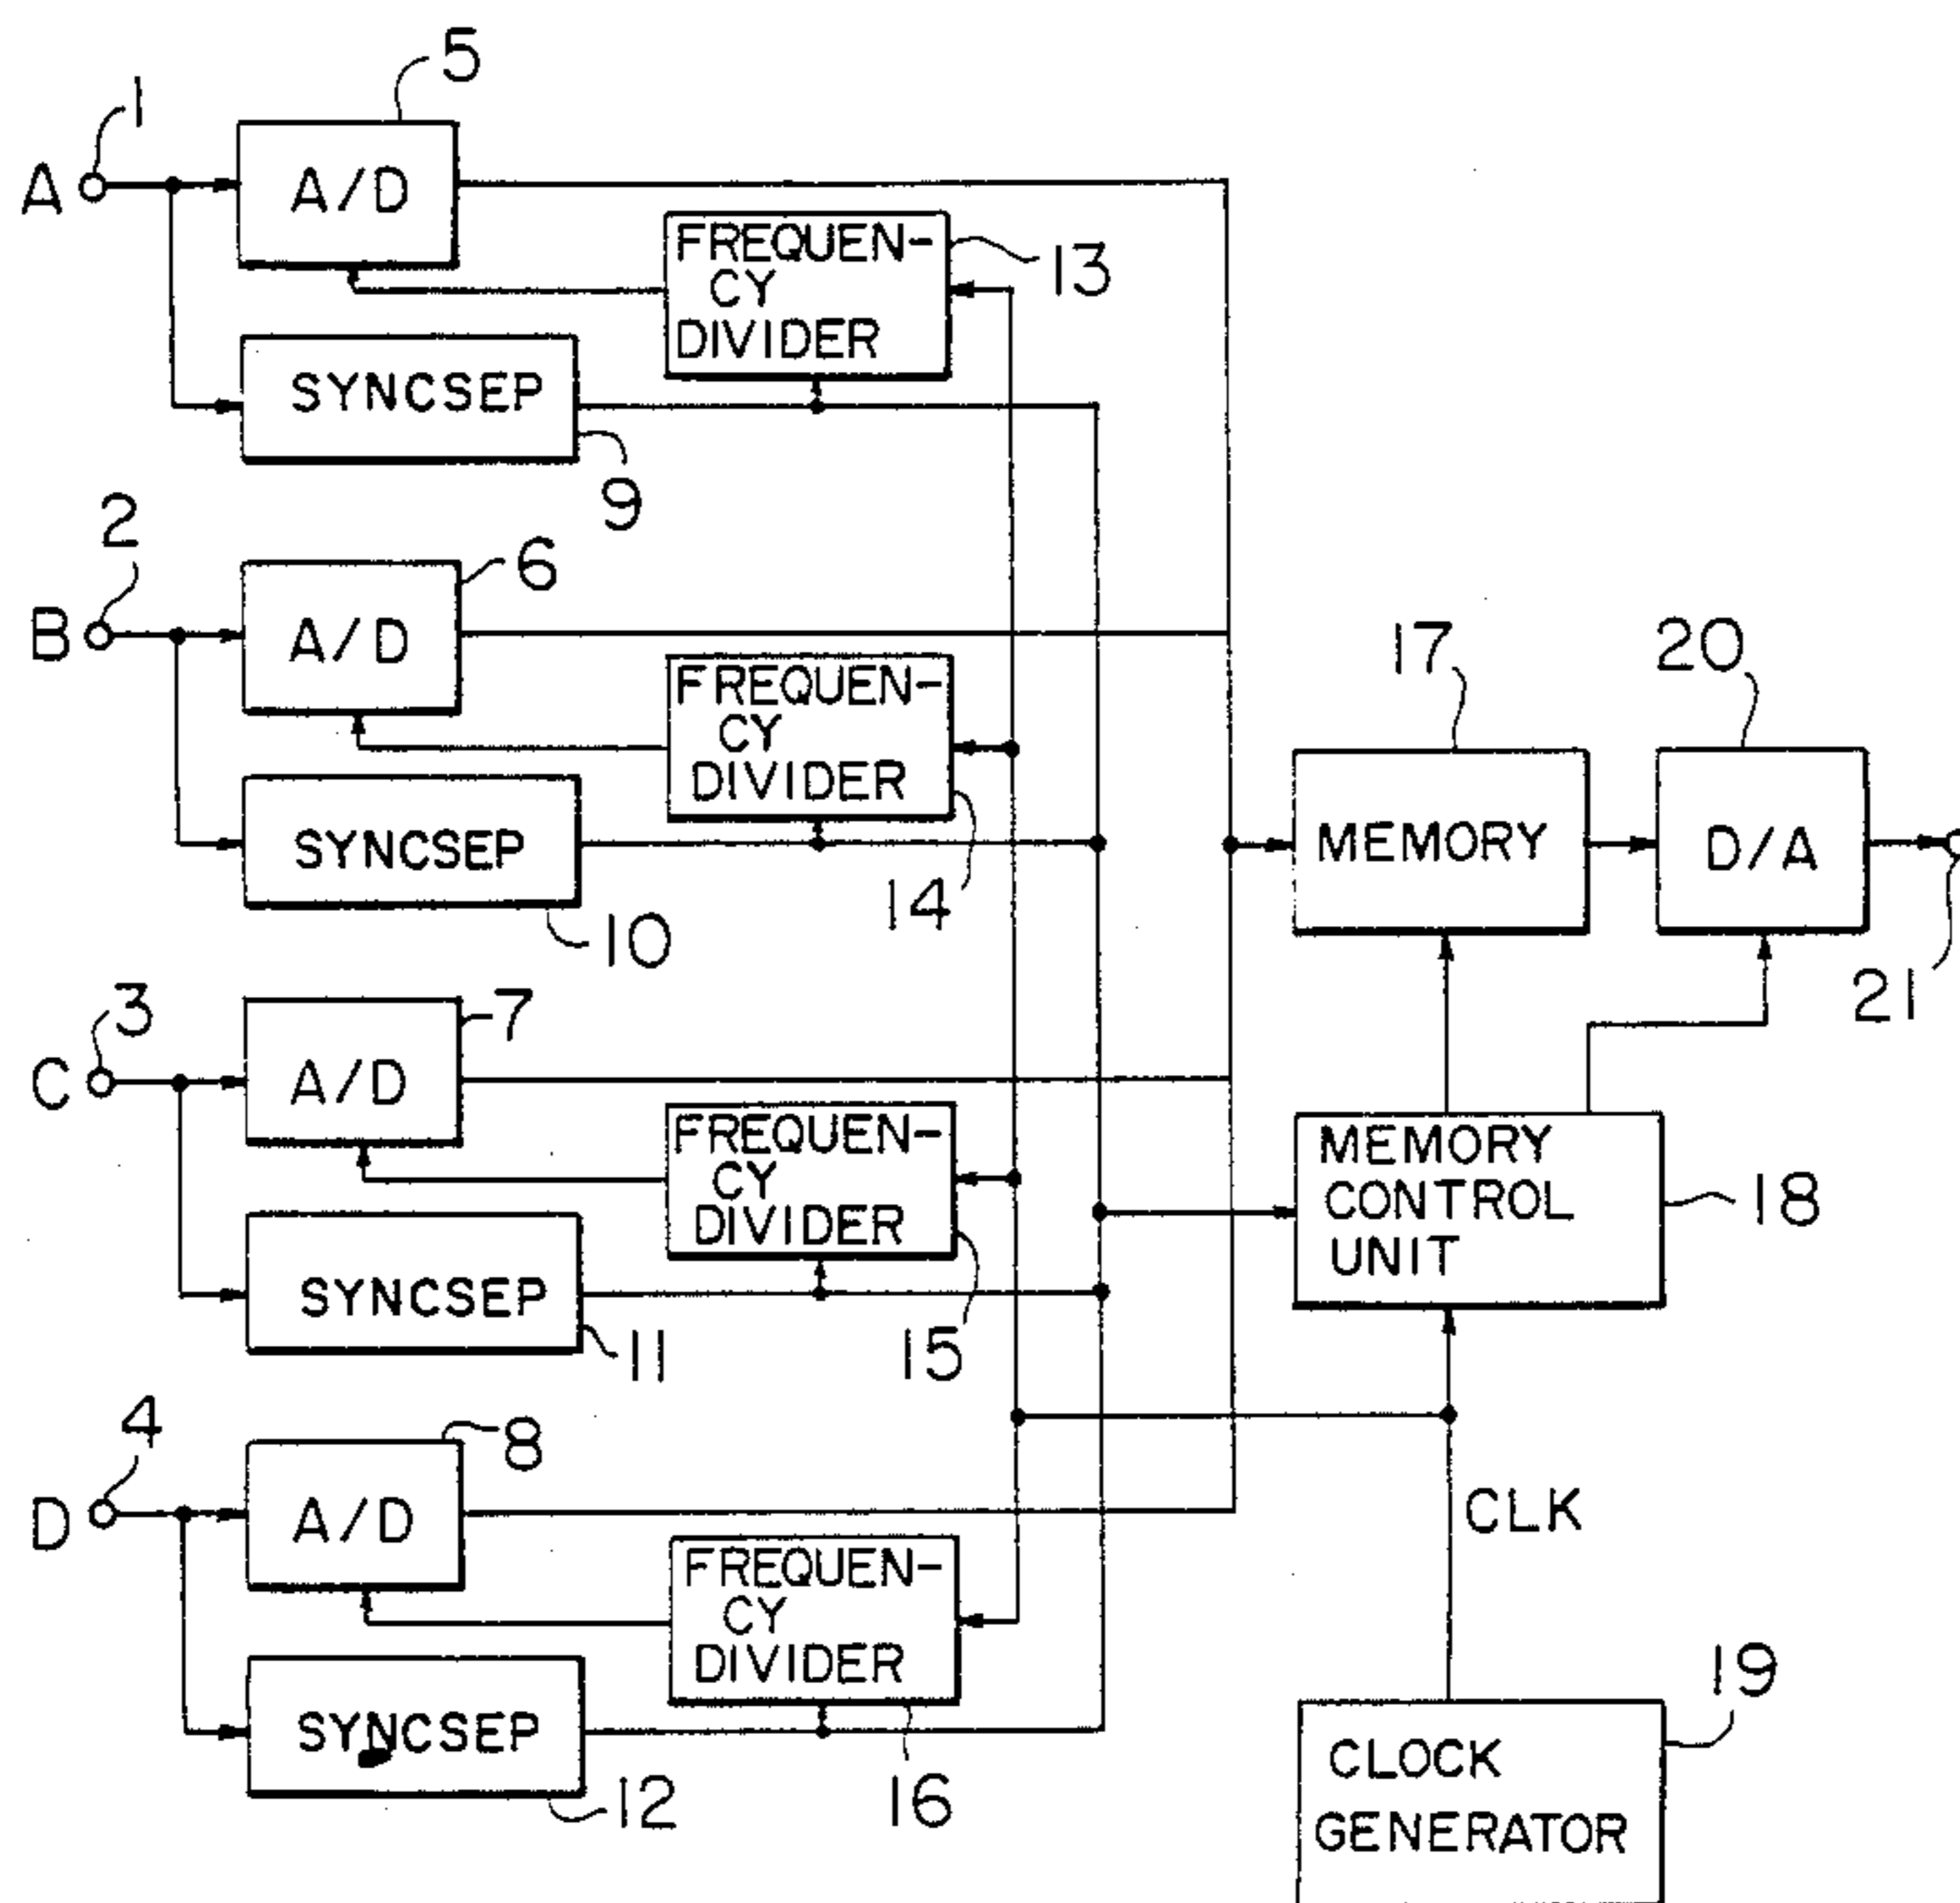 5
1
A
A/D
FREQUEN-
CY
DIVIDER
13
SYNCSEP
9
2
6
B
A/D
FREQUEN-
CY
DIVIDER
14
SYNCSEP
10
17
20
MEMORY
D/A
21
3
7
C
A/D
FREQUEN-
CY
DIVIDER
15
SYNCSEP
11
MEMORY
CONTROL
UNIT
18
4
8
D
A/D
FREQUEN-
CY
DIVIDER
16
SYNCSEP
12
CLK
19
CLOCK
GENERATOR